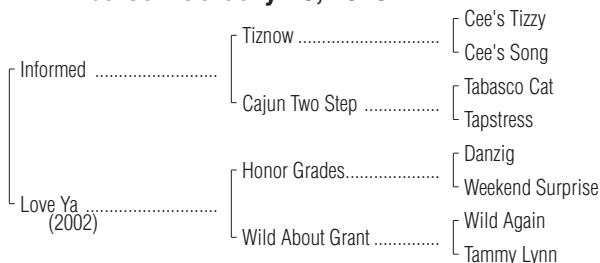 Cee's Tizzy
Tiznow ................................
Cee's Song
Informed ...........................
Tabasco Cat
Cajun Two Step .................
Tapstress
Danzig
Honor Grades.....................
Weekend Surprise
Love Ya .............................
(2002)
Wild Again
Wild About Grant ..............
Tammy Lynn